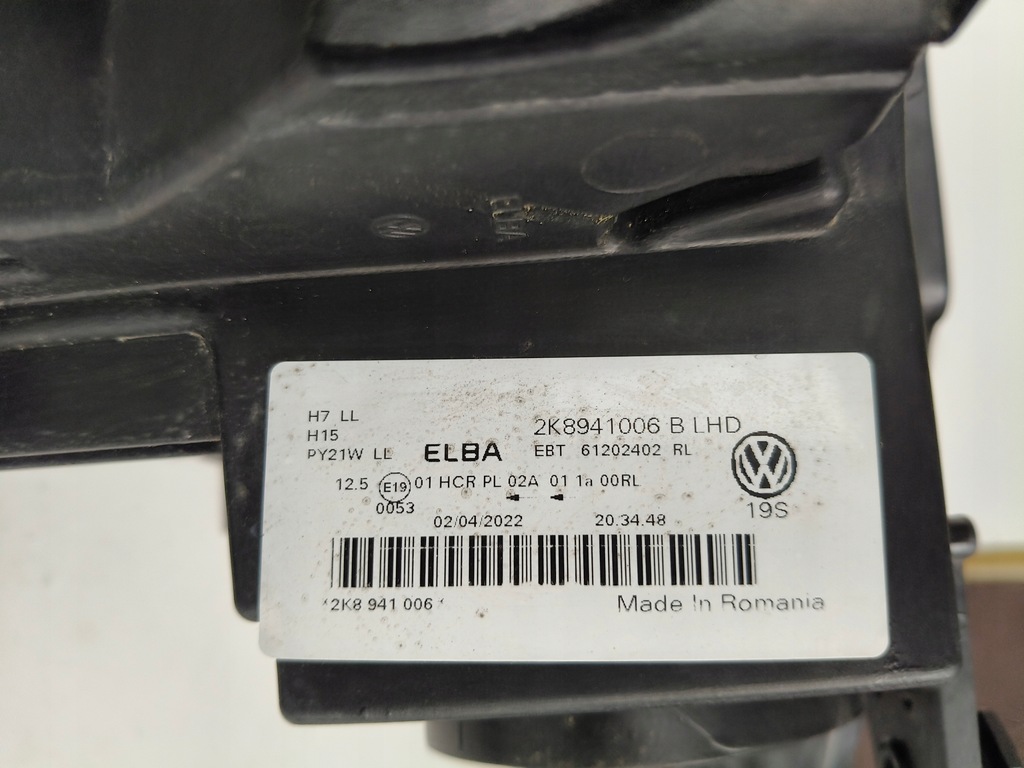 H7 LL
H15
PY21W LL
ELBA
2K8941006 B LHD
EBT 61202402 RL
12.5 E19 01 HCR PL 02A 01 1a 00RL
0053
19S
02/04/2022 20.34.48
*2K8 941 006*
Made In Romania